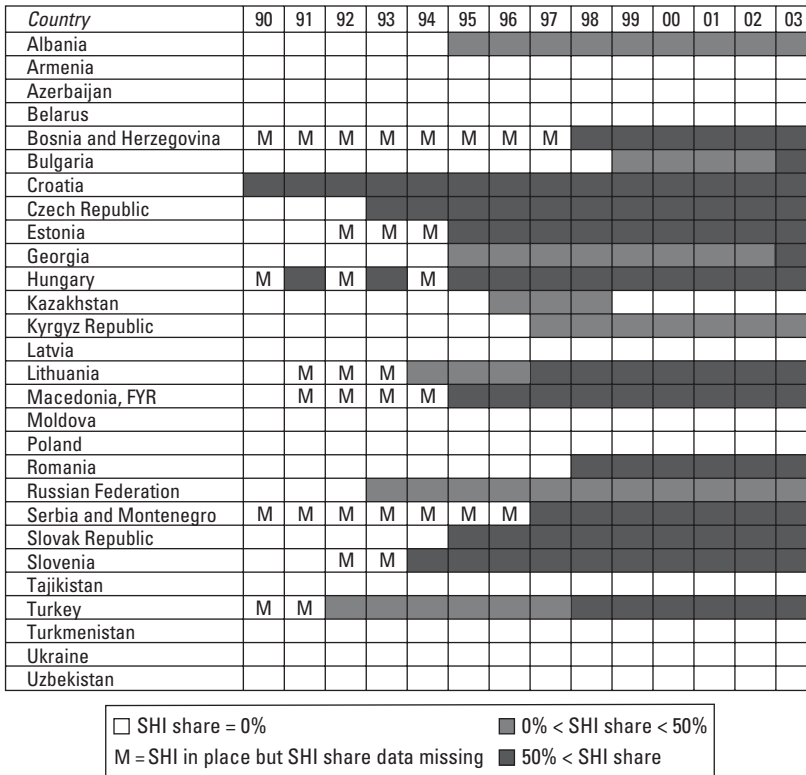 Country 90 91 92 93 94 95 96 97 98 99 00 01 02 03
Albania
Armenia
Azerbaijan
Belarus
Bosnia and Herzegovina M M M M M M M M
Bulgaria
Croatia
Czech Republic
Estonia M M M
Georgia
Hungary M M M
Kazakhstan
Kyrgyz Republic
Latvia
Lithuania M M M
Macedonia, FYR M M M M
Moldova
Poland
Romania
Russian Federation
Serbia and Montenegro M M M M M M M
Slovak Republic
Slovenia M M
Tajikistan
Turkey M M
Turkmenistan
Ukraine
Uzbekistan
SHI share = 0% 0% < SHI share < 50%
M = SHI in place but SHI share data missing 50% < SHI share